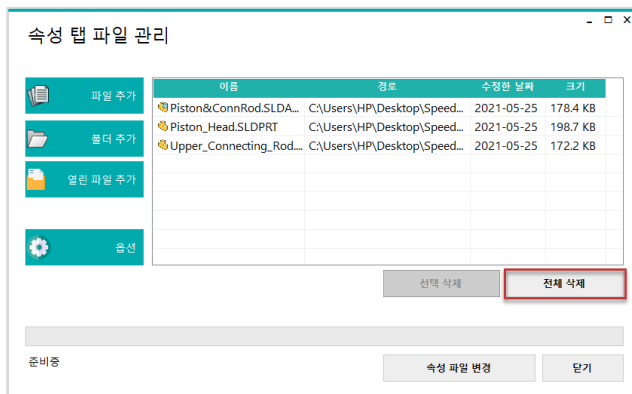 속성 탭 파일 관리
파일 추가
폴더 추가
열린 파일 추가
옵션
이름 경로 수정한 날짜 크기
Piston&ConnRod.SLDA... C:\Users\HP\Desktop\Speed... 2021-05-25 178.4 KB
Piston_Head.SLDPRT C:\Users\HP\Desktop\Speed... 2021-05-25 198.7 KB
Upper_Connecting_Rod.... C:\Users\HP\Desktop\Speed... 2021-05-25 172.2 KB
선택 삭제 전체 삭제
준비중
속성 파일 변경 닫기